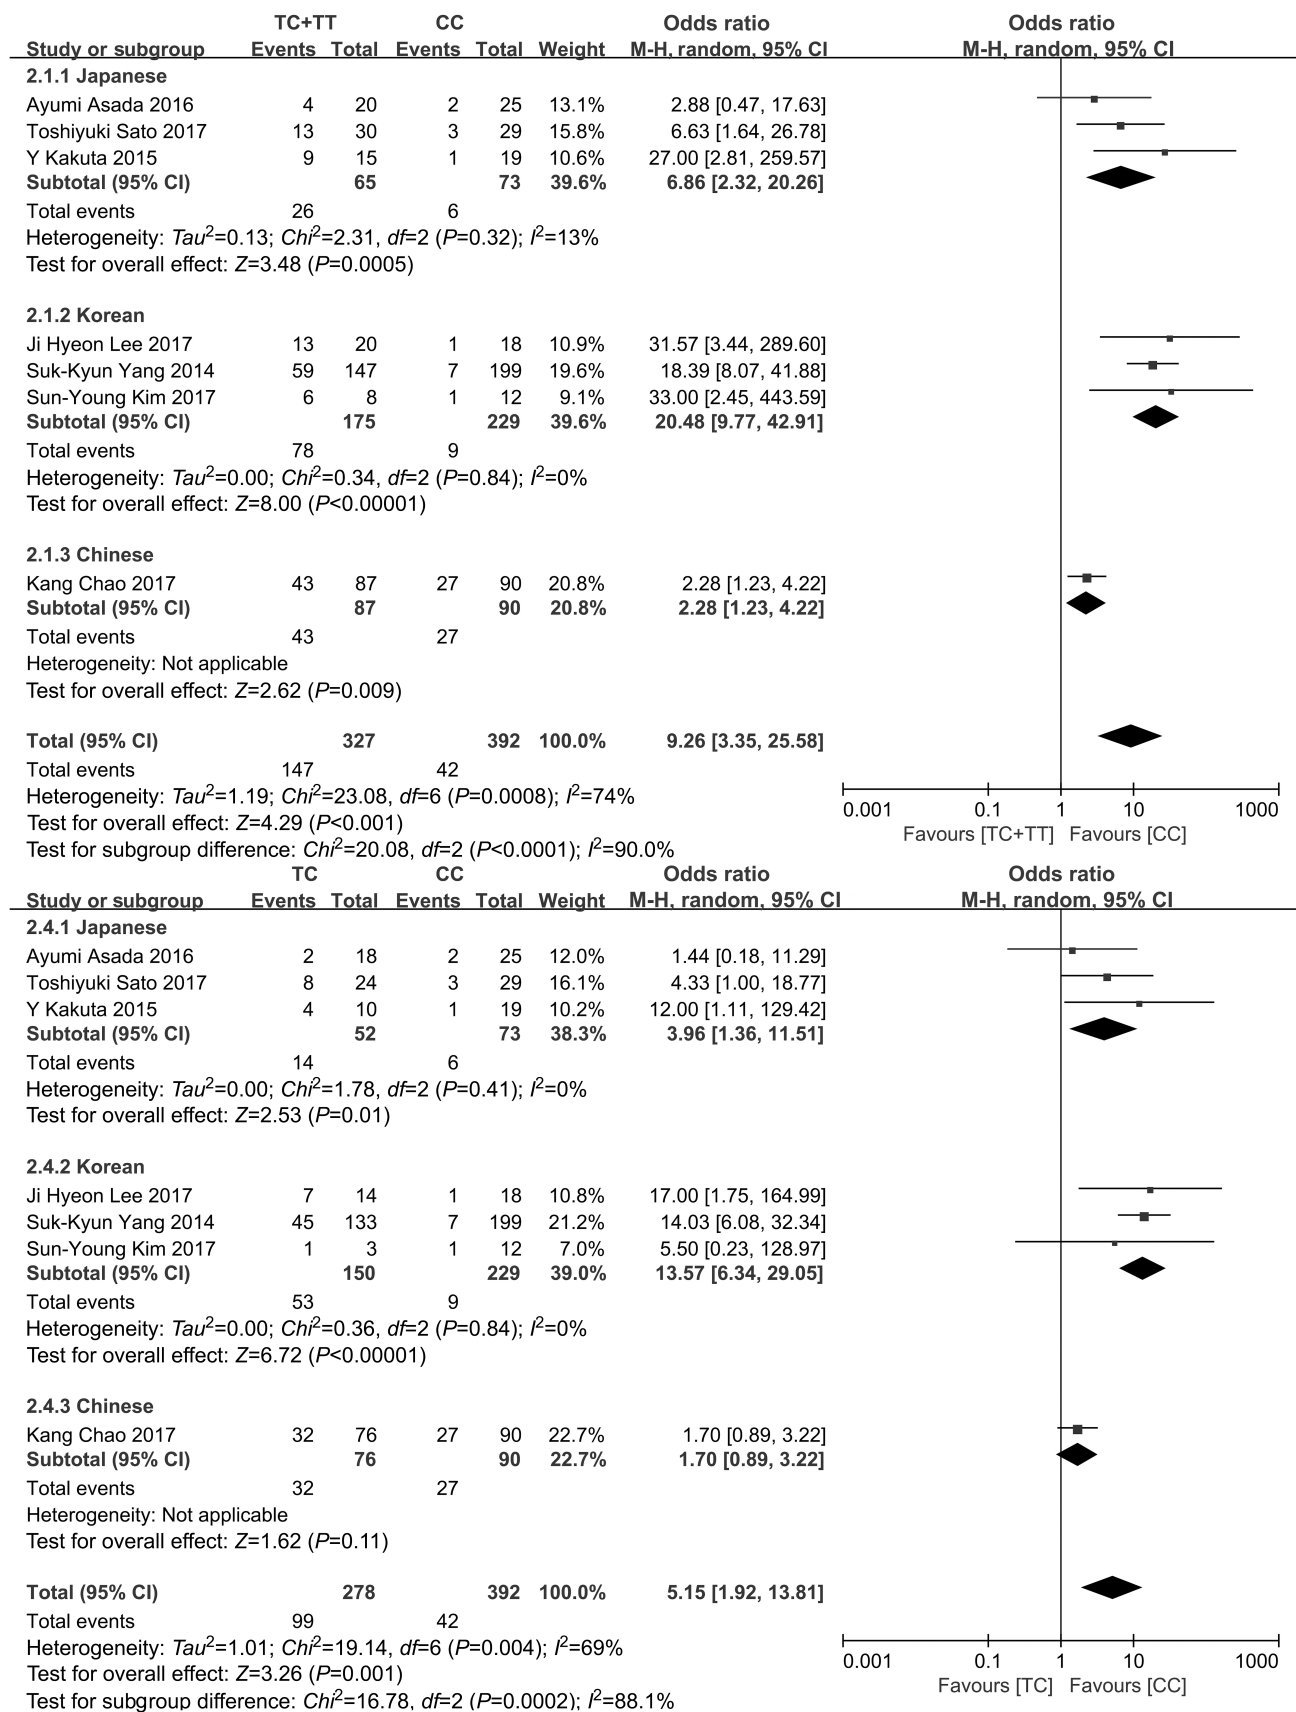 TC+TT CC Odds ratio Odds ratio
Study or subgroup Events Total Events Total Weight M-H, random, 95% CI M-H, random, 95% CI
2.1.1 Japanese
Ayumi Asada 2016 4 20 2 25 13.1% 2.88 [0.47, 17.63]
Toshiyuki Sato 2017 13 30 3 29 15.8% 6.63 [1.64, 26.78]
Y Kakuta 2015 9 15 1 19 10.6% 27.00 [2.81, 259.57]
Subtotal (95% CI) 65 73 39.6% 6.86 [2.32, 20.26]
Total events 26 6
Heterogeneity: Tau²=0.13; Chi²=2.31, df=2 (P=0.32); I²=13%
Test for overall effect: Z=3.48 (P=0.0005)
2.1.2 Korean
Ji Hyeon Lee 2017 13 20 1 18 10.9% 31.57 [3.44, 289.60]
Suk-Kyun Yang 2014 59 147 7 199 19.6% 18.39 [8.07, 41.88]
Sun-Young Kim 2017 6 8 1 12 9.1% 33.00 [2.45, 443.59]
Subtotal (95% CI) 175 229 39.6% 20.48 [9.77, 42.91]
Total events 78 9
Heterogeneity: Tau²=0.00; Chi²=0.34, df=2 (P=0.84); I²=0%
Test for overall effect: Z=8.00 (P<0.00001)
2.1.3 Chinese
Kang Chao 2017 43 87 27 90 20.8% 2.28 [1.23, 4.22]
Subtotal (95% CI) 87 90 20.8% 2.28 [1.23, 4.22]
Total events 43 27
Heterogeneity: Not applicable
Test for overall effect: Z=2.62 (P=0.009)
Total (95% CI) 327 392 100.0% 9.26 [3.35, 25.58]
Total events 147 42
Heterogeneity: Tau²=1.19; Chi²=23.08, df=6 (P=0.0008); I²=74%
Test for overall effect: Z=4.29 (P<0.001)
Test for subgroup difference: Chi²=20.08, df=2 (P<0.0001); I²=90.0%
0.001 0.1 1 10 1000
Favours [TC+TT] Favours [CC]
TC CC Odds ratio Odds ratio
Study or subgroup Events Total Events Total Weight M-H, random, 95% CI M-H, random, 95% CI
2.4.1 Japanese
Ayumi Asada 2016 2 18 2 25 12.0% 1.44 [0.18, 11.29]
Toshiyuki Sato 2017 8 24 3 29 16.1% 4.33 [1.00, 18.77]
Y Kakuta 2015 4 10 1 19 10.2% 12.00 [1.11, 129.42]
Subtotal (95% CI) 52 73 38.3% 3.96 [1.36, 11.51]
Total events 14 6
Heterogeneity: Tau²=0.00; Chi²=1.78, df=2 (P=0.41); I²=0%
Test for overall effect: Z=2.53 (P=0.01)
2.4.2 Korean
Ji Hyeon Lee 2017 7 14 1 18 10.8% 17.00 [1.75, 164.99]
Suk-Kyun Yang 2014 45 133 7 199 21.2% 14.03 [6.08, 32.34]
Sun-Young Kim 2017 1 3 1 12 7.0% 5.50 [0.23, 128.97]
Subtotal (95% CI) 150 229 39.0% 13.57 [6.34, 29.05]
Total events 53 9
Heterogeneity: Tau²=0.00; Chi²=0.36, df=2 (P=0.84); I²=0%
Test for overall effect: Z=6.72 (P<0.00001)
2.4.3 Chinese
Kang Chao 2017 32 76 27 90 22.7% 1.70 [0.89, 3.22]
Subtotal (95% CI) 76 90 22.7% 1.70 [0.89, 3.22]
Total events 32 27
Heterogeneity: Not applicable
Test for overall effect: Z=1.62 (P=0.11)
Total (95% CI) 278 392 100.0% 5.15 [1.92, 13.81]
Total events 99 42
Heterogeneity: Tau²=1.01; Chi²=19.14, df=6 (P=0.004); I²=69%
Test for overall effect: Z=3.26 (P=0.001)
Test for subgroup difference: Chi²=16.78, df=2 (P=0.0002); I²=88.1%
0.001 0.1 1 10 1000
Favours [TC] Favours [CC]